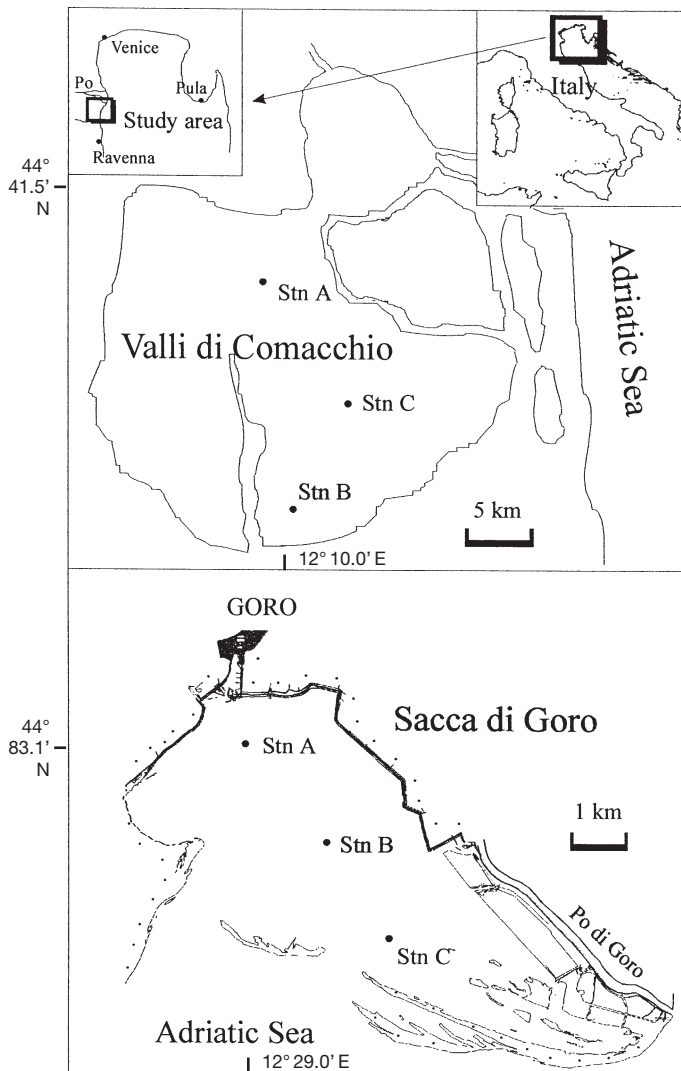 Venice
Po
Pula
Study area
Ravenna
Italy
44°
41.5'
N
Stn A
Adriatic Sea
Valli di Comacchio
Stn C
Stn B
5 km
12° 10.0' E
GORO
Sacca di Goro
44°
83.1'
N
Stn A
1 km
Stn B
Po di Goro
Stn C
Adriatic Sea
12° 29.0' E